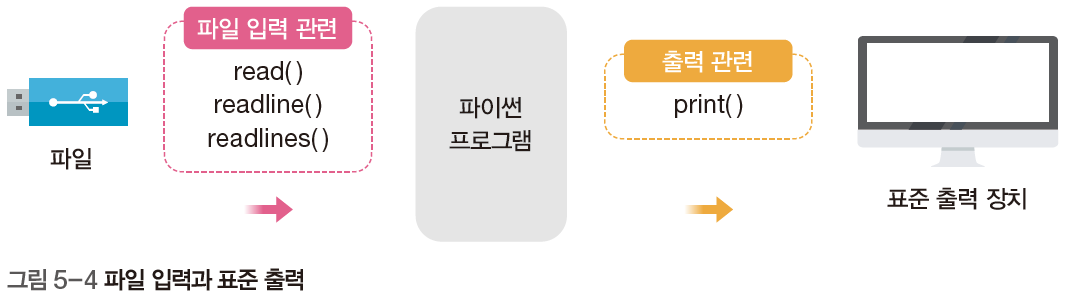 파일 입력 관련
read( )
readline( )
readlines( )
파일
파이썬
프로그램
출력 관련
print( )
표준 출력 장치
그림 5-4 파일 입력과 표준 출력